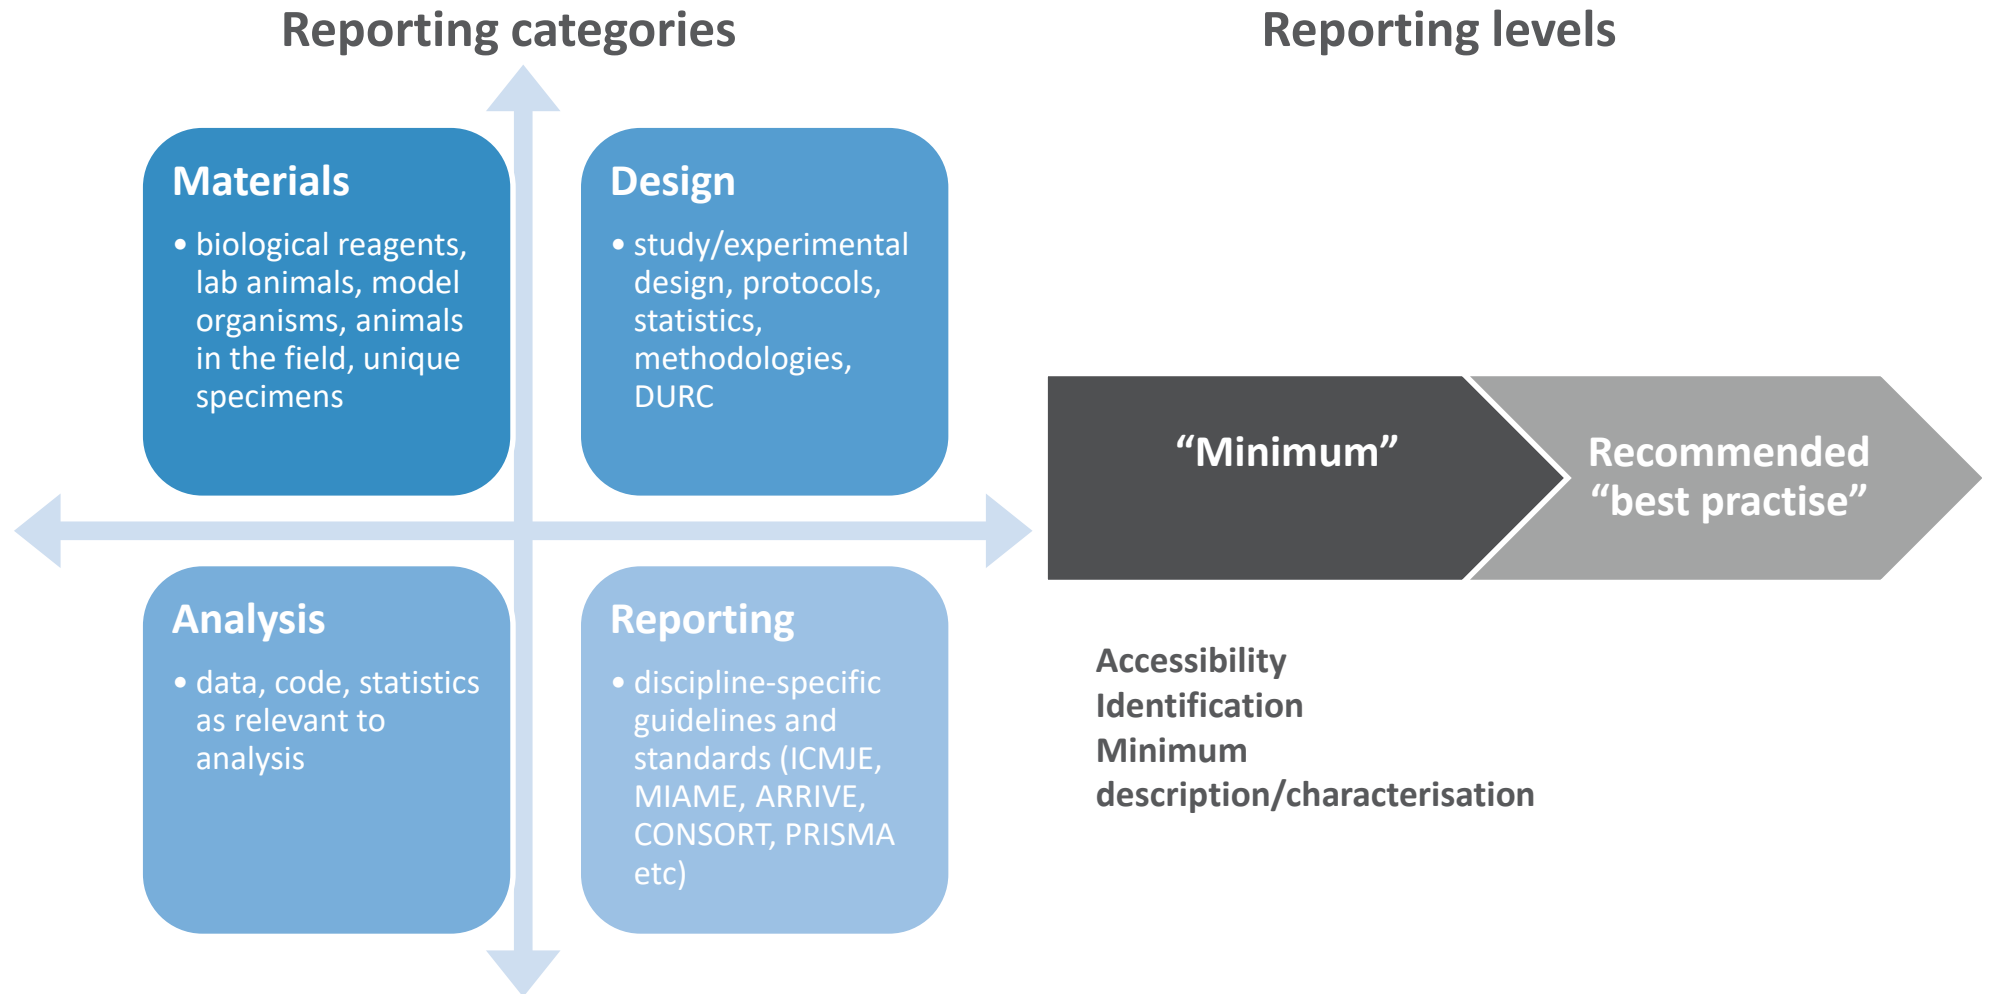 Reporting categories
Reporting levels
Materials
• biological reagents,
lab animals, model
organisms, animals
in the field, unique
specimens
Design
• study/experimental
design, protocols,
statistics,
methodologies,
DURC
Analysis
• data, code, statistics
as relevant to
analysis
Reporting
• discipline-specific
guidelines and
standards (ICMJE,
MIAME, ARRIVE,
CONSORT, PRISMA
etc)
“Minimum”
Recommended
“best practise”
Accessibility
Identification
Minimum
description/characterisation